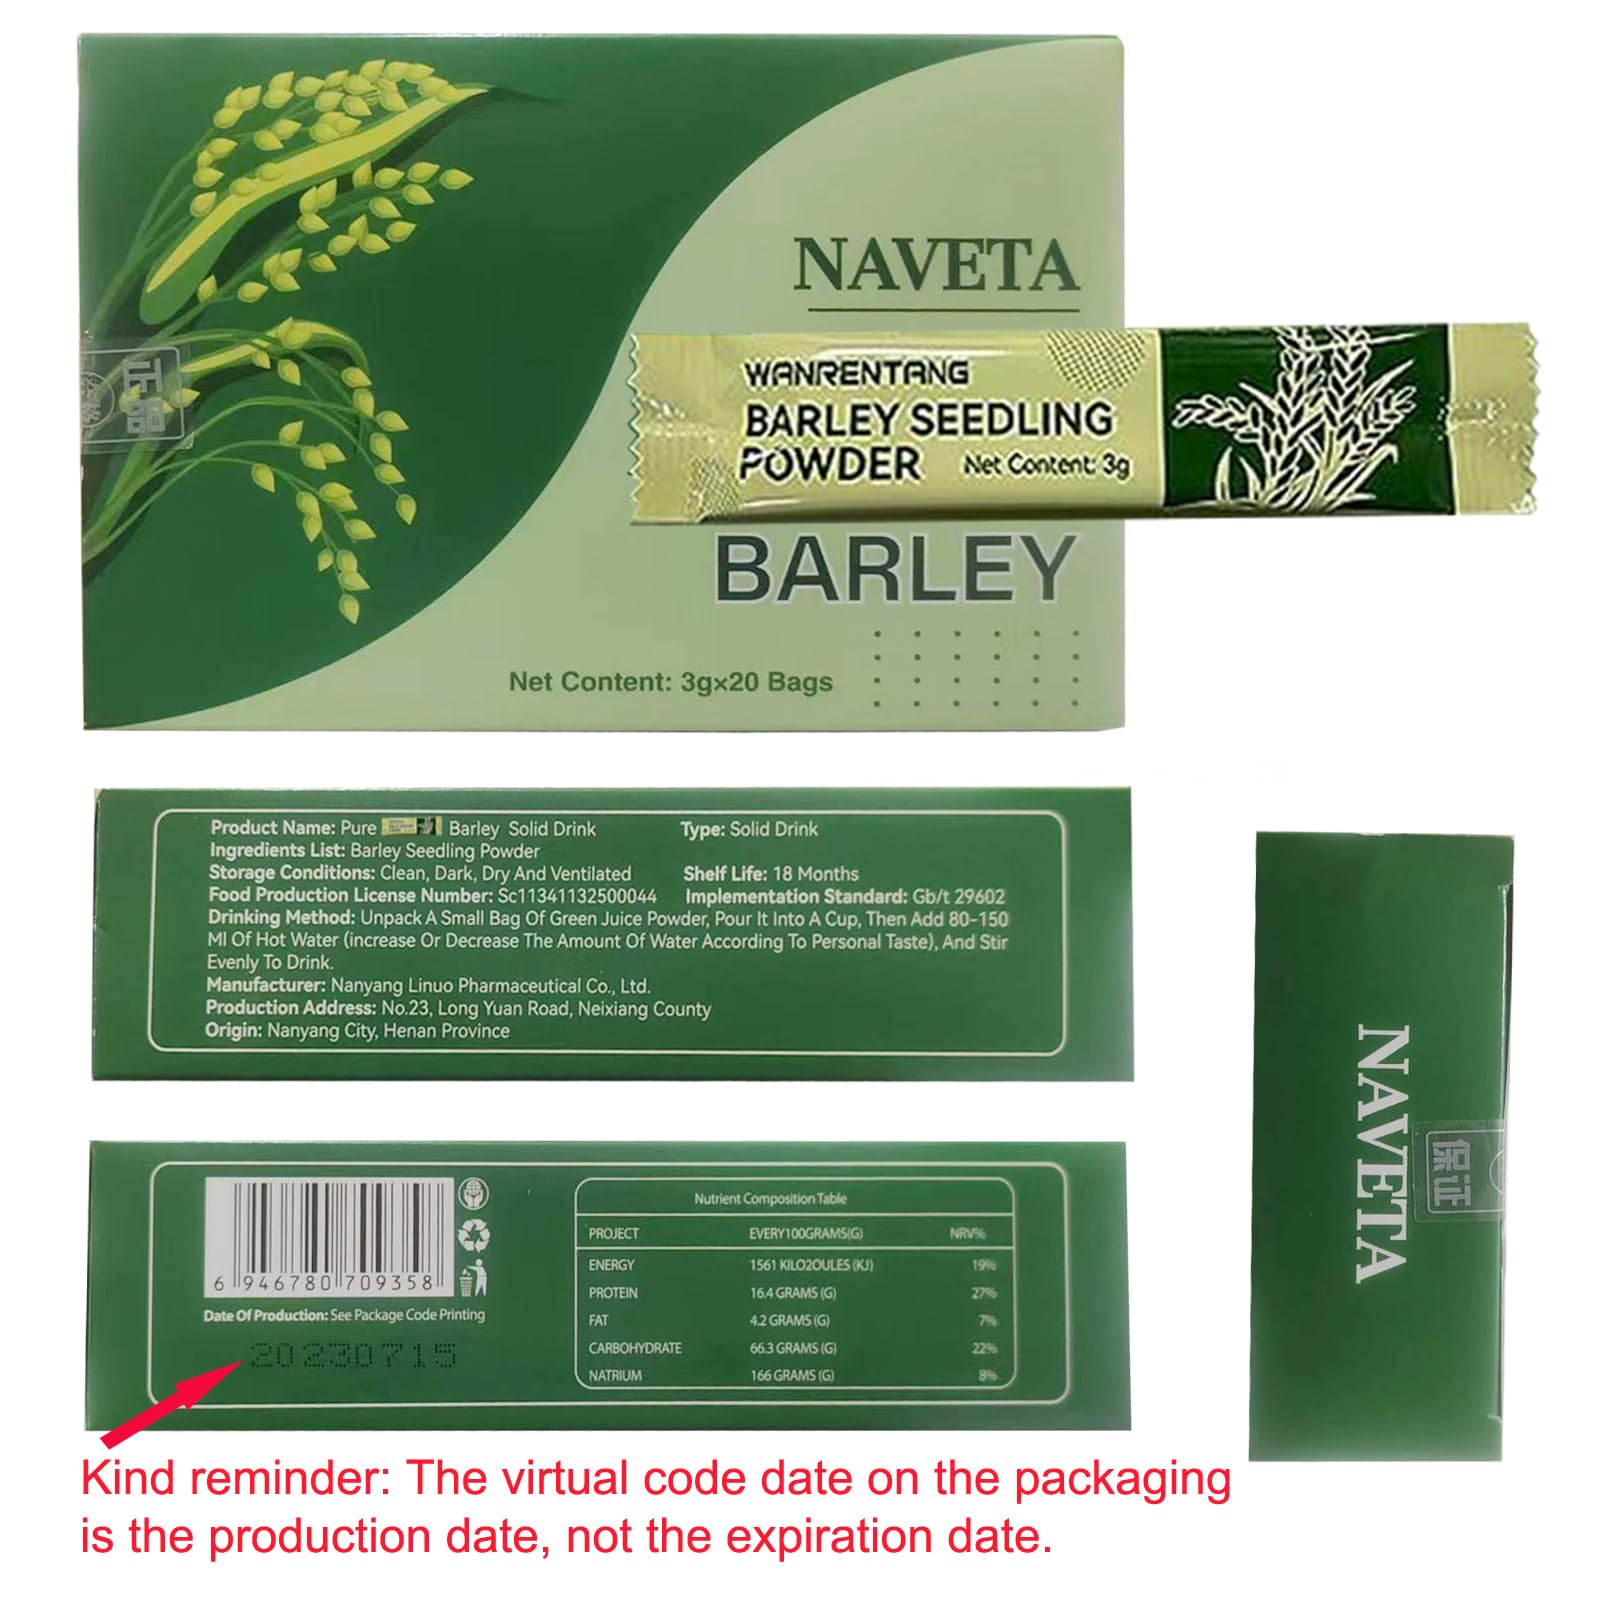 NAVETA
WANRENTANG
BARLEY SEEDLING
POWDER Net Content: 3g
BARLEY
Net Content: 3g×20 Bags
正品
Product Name: Pure Barley Solid Drink Type: Solid Drink
Ingredients List: Barley Seedling Powder
Storage Conditions: Clean, Dark, Dry And Ventilated Shelf Life: 18 Months
Food Production License Number: Sc11341132500044 Implementation Standard: Gb/t 29602
Drinking Method: Unpack A Small Bag Of Green Juice Powder, Pour It Into A Cup, Then Add 80-150
Ml Of Hot Water (increase Or Decrease The Amount Of Water According To Personal Taste), And Stir
Evenly To Drink.
Manufacturer: Nanyang Linuo Pharmaceutical Co., Ltd.
Production Address: No.23, Long Yuan Road, Neixiang County
Origin: Nanyang City, Henan Province
NAVETA
保证
6 946780 709358
Date Of Production: See Package Code Printing
20230715
Nutrient Composition Table
PROJECT EVERY100GRAMS(G) NRV%
ENERGY 1561 KILO2OULES (KJ) 19%
PROTEIN 16.4 GRAMS (G) 27%
FAT 4.2 GRAMS (G) 7%
CARBOHYDRATE 66.3 GRAMS (G) 22%
NATRIUM 166 GRAMS (G) 8%
Kind reminder: The virtual code date on the packaging
is the production date, not the expiration date.